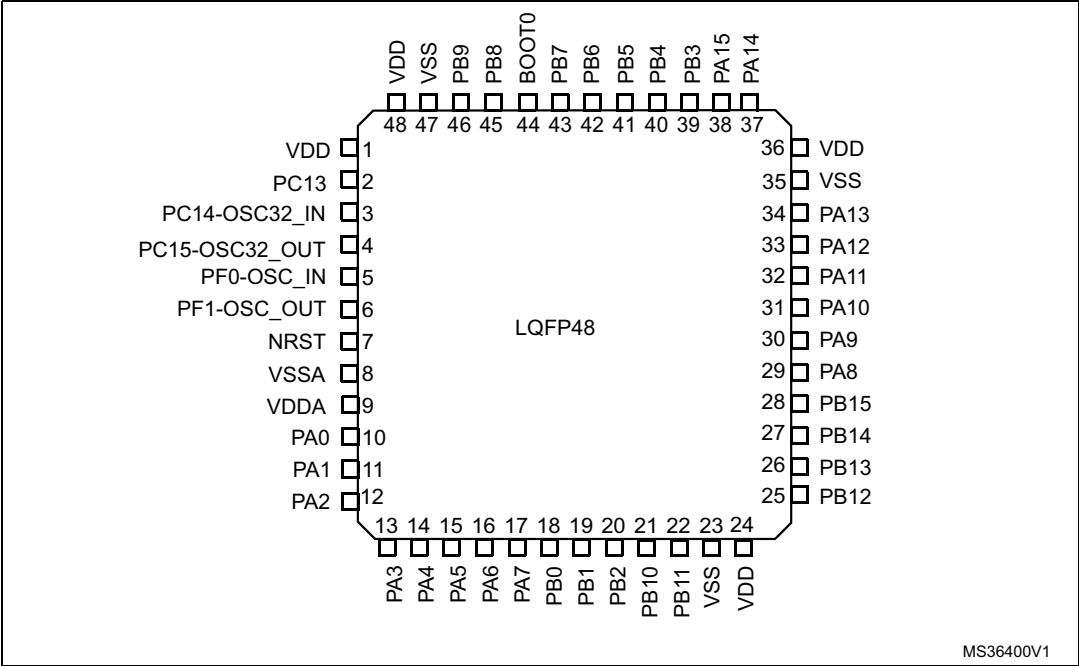 VDD
VSS
PB9
PB8
BOOT0
PB7
PB6
PB5
PB4
PB3
PA15
PA14
48 47 46 45 44 43 42 41 40 39 38 37
VDD 1
PC13 2
PC14-OSC32_IN 3
PC15-OSC32_OUT 4
PF0-OSC_IN 5
PF1-OSC_OUT 6
NRST 7
VSSA 8
VDDA 9
PA0 10
PA1 11
PA2 12
LQFP48
36 VDD
35 VSS
34 PA13
33 PA12
32 PA11
31 PA10
30 PA9
29 PA8
28 PB15
27 PB14
26 PB13
25 PB12
13 14 15 16 17 18 19 20 21 22 23 24
PA3
PA4
PA5
PA6
PA7
PB0
PB1
PB2
PB10
PB11
VSS
VDD
MS36400V1